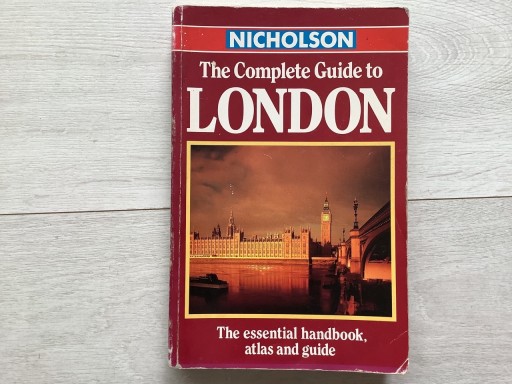 NICHOLSON
The Complete Guide to
LONDON
The essential handbook,
atlas and guide